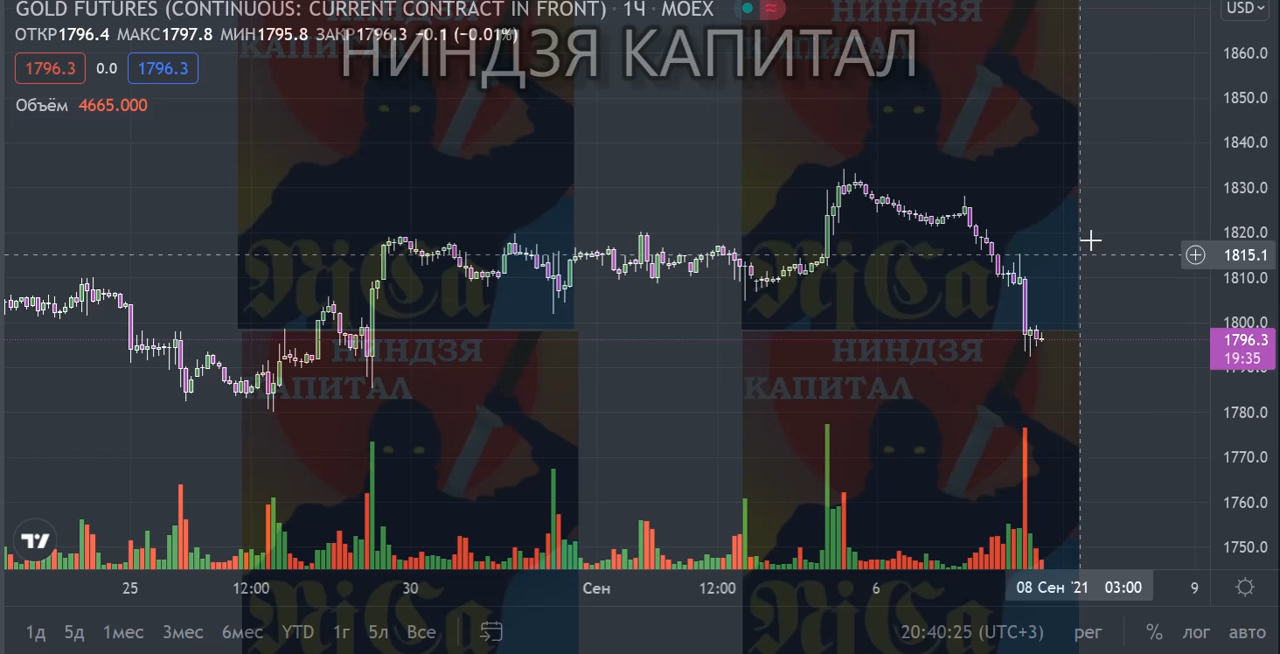 GOLD FUTURES (CONTINUOUS: CURRENT CONTRACT IN FRONT) · 1Ч · MOEX
USD
ОТКР1796.4 МАКС1797.8 МИН1795.8 ЗАКР1796.3 −0.1 (−0.01%)
НИНДЗЯ КАПИТАЛ
1796.3 0.0 1796.3
Объём 4665.000
НИНДЗЯ
КАПИТАЛ
НИНДЗЯ
NjCa
NjCa
НИНДЗЯ
КАПИТАЛ
НИНДЗЯ
КАПИТАЛ
NjCa
NjCa
1860.0
1850.0
1840.0
1830.0
1820.0
1815.1
1810.0
1800.0
1796.3
19:35
1780.0
1770.0
1760.0
1750.0
25 12:00 30 Сен 12:00 6 08 Сен '21 03:00 9
1д 5д 1мес 3мес 6мес YTD 1г 5л Все 20:40:25 (UTC+3) рег % лог авто